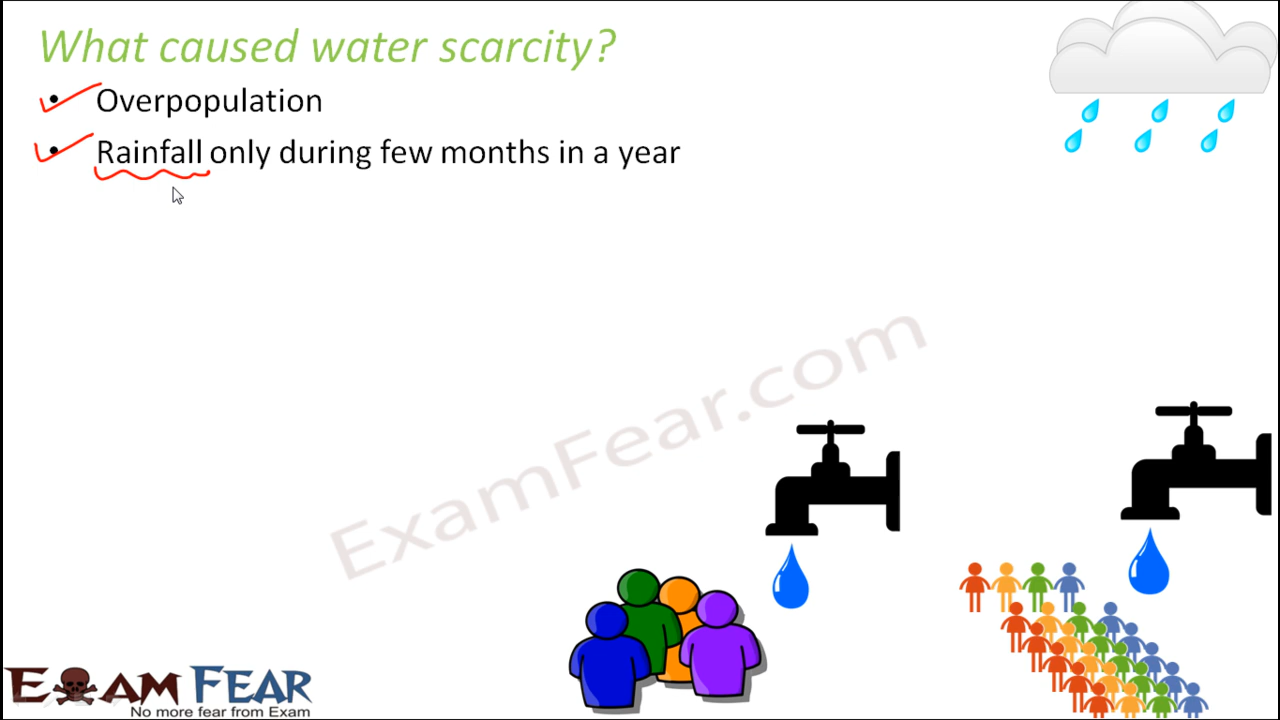 What caused water scarcity?
• Overpopulation
• Rainfall only during few months in a year
ExamFear.com
EXAM FEAR
No more fear from Exam